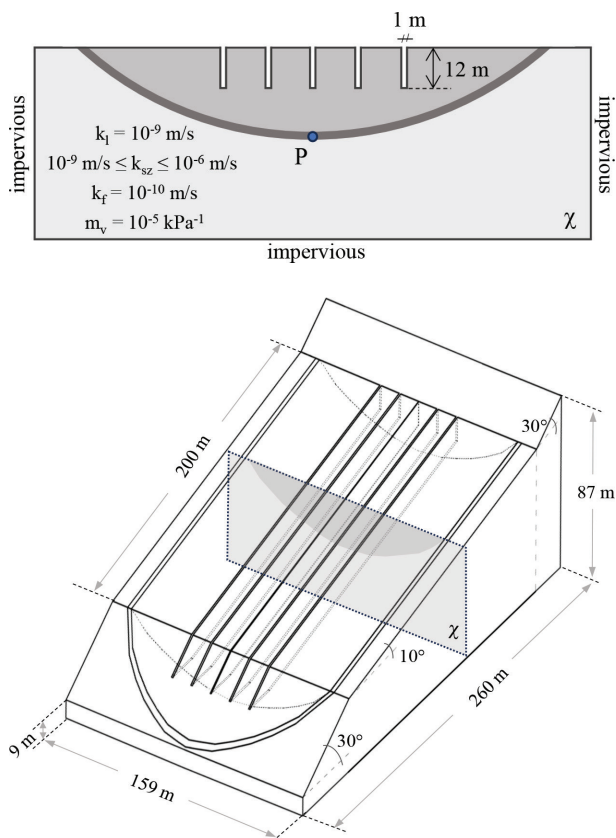 1 m
12 m
P
k_l = 10^-9 m/s
10^-9 m/s ≤ k_sz ≤ 10^-6 m/s
k_f = 10^-10 m/s
m_v = 10^-5 kPa^-1
impervious
impervious
χ
impervious
30°
200 m
87 m
χ
10°
260 m
30°
9 m
159 m